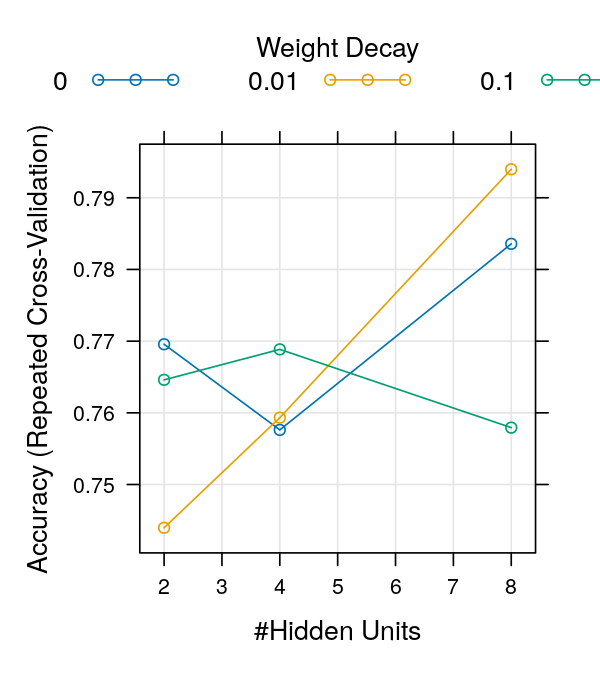 Weight Decay
0 0.01 0.1
Accuracy (Repeated Cross-Validation)
0.79
0.78
0.77
0.76
0.75
2 3 4 5 6 7 8
#Hidden Units